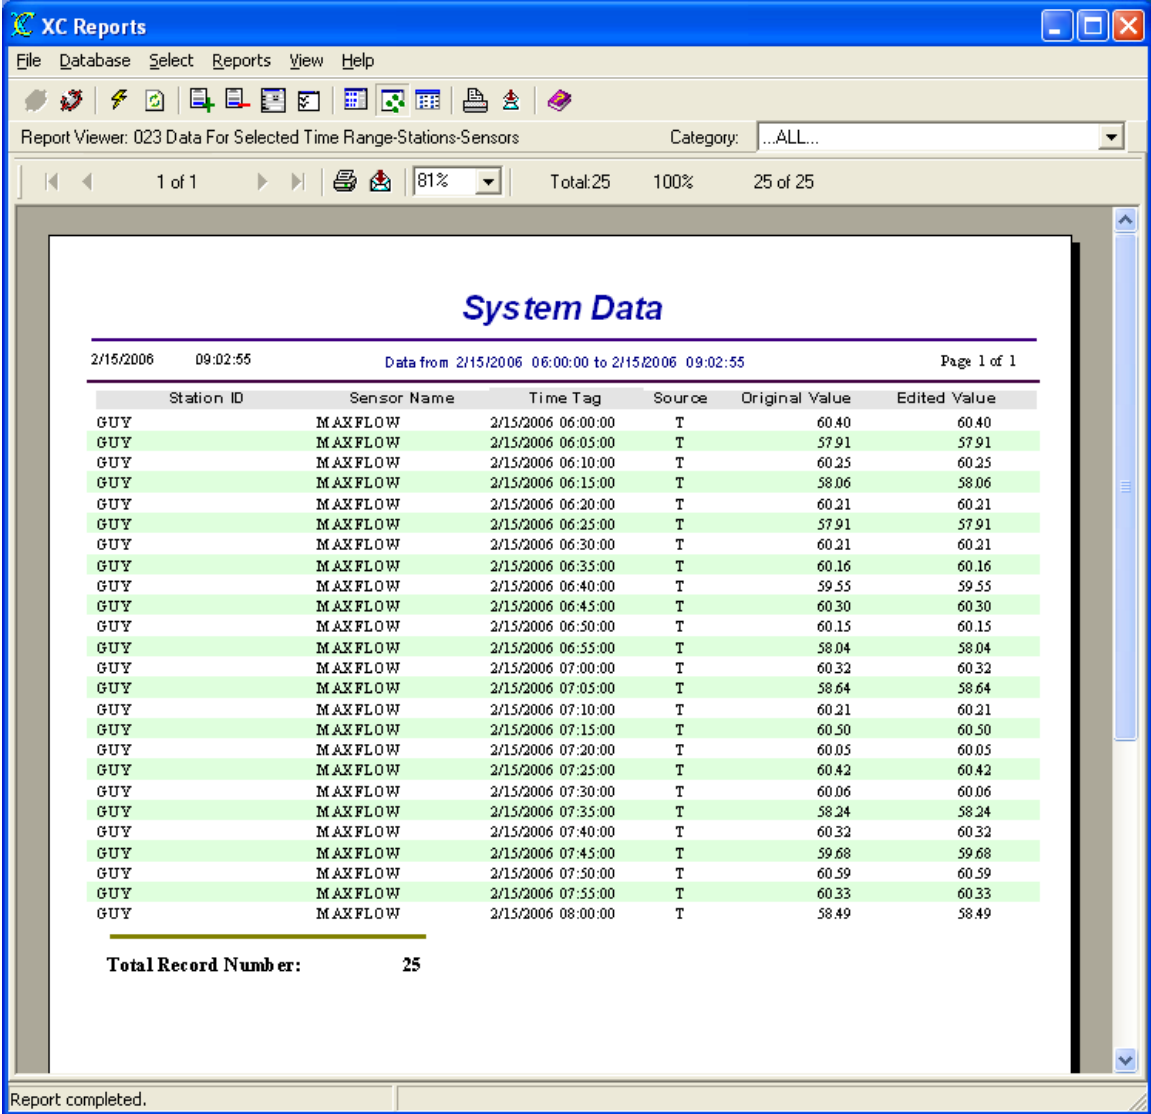 XC Reports
File Database Select Reports View Help
Report Viewer: 023 Data For Selected Time Range-Stations-Sensors Category: ...ALL...
1 of 1 81% Total:25 100% 25 of 25
System Data
2/15/2006 09:02:55 Data from 2/15/2006 06:00:00 to 2/15/2006 09:02:55 Page 1 of 1
Station ID Sensor Name Time Tag Source Original Value Edited Value
GUY MAXFLOW 2/15/2006 06:00:00 T 60.40 60.40
GUY MAXFLOW 2/15/2006 06:05:00 T 57.91 57.91
GUY MAXFLOW 2/15/2006 06:10:00 T 60.25 60.25
GUY MAXFLOW 2/15/2006 06:15:00 T 58.06 58.06
GUY MAXFLOW 2/15/2006 06:20:00 T 60.21 60.21
GUY MAXFLOW 2/15/2006 06:25:00 T 57.91 57.91
GUY MAXFLOW 2/15/2006 06:30:00 T 60.21 60.21
GUY MAXFLOW 2/15/2006 06:35:00 T 60.16 60.16
GUY MAXFLOW 2/15/2006 06:40:00 T 59.55 59.55
GUY MAXFLOW 2/15/2006 06:45:00 T 60.30 60.30
GUY MAXFLOW 2/15/2006 06:50:00 T 60.15 60.15
GUY MAXFLOW 2/15/2006 06:55:00 T 58.04 58.04
GUY MAXFLOW 2/15/2006 07:00:00 T 60.32 60.32
GUY MAXFLOW 2/15/2006 07:05:00 T 58.64 58.64
GUY MAXFLOW 2/15/2006 07:10:00 T 60.21 60.21
GUY MAXFLOW 2/15/2006 07:15:00 T 60.50 60.50
GUY MAXFLOW 2/15/2006 07:20:00 T 60.05 60.05
GUY MAXFLOW 2/15/2006 07:25:00 T 60.42 60.42
GUY MAXFLOW 2/15/2006 07:30:00 T 60.06 60.06
GUY MAXFLOW 2/15/2006 07:35:00 T 58.24 58.24
GUY MAXFLOW 2/15/2006 07:40:00 T 60.32 60.32
GUY MAXFLOW 2/15/2006 07:45:00 T 59.68 59.68
GUY MAXFLOW 2/15/2006 07:50:00 T 60.59 60.59
GUY MAXFLOW 2/15/2006 07:55:00 T 60.33 60.33
GUY MAXFLOW 2/15/2006 08:00:00 T 58.49 58.49
Total Record Number: 25
Report completed.